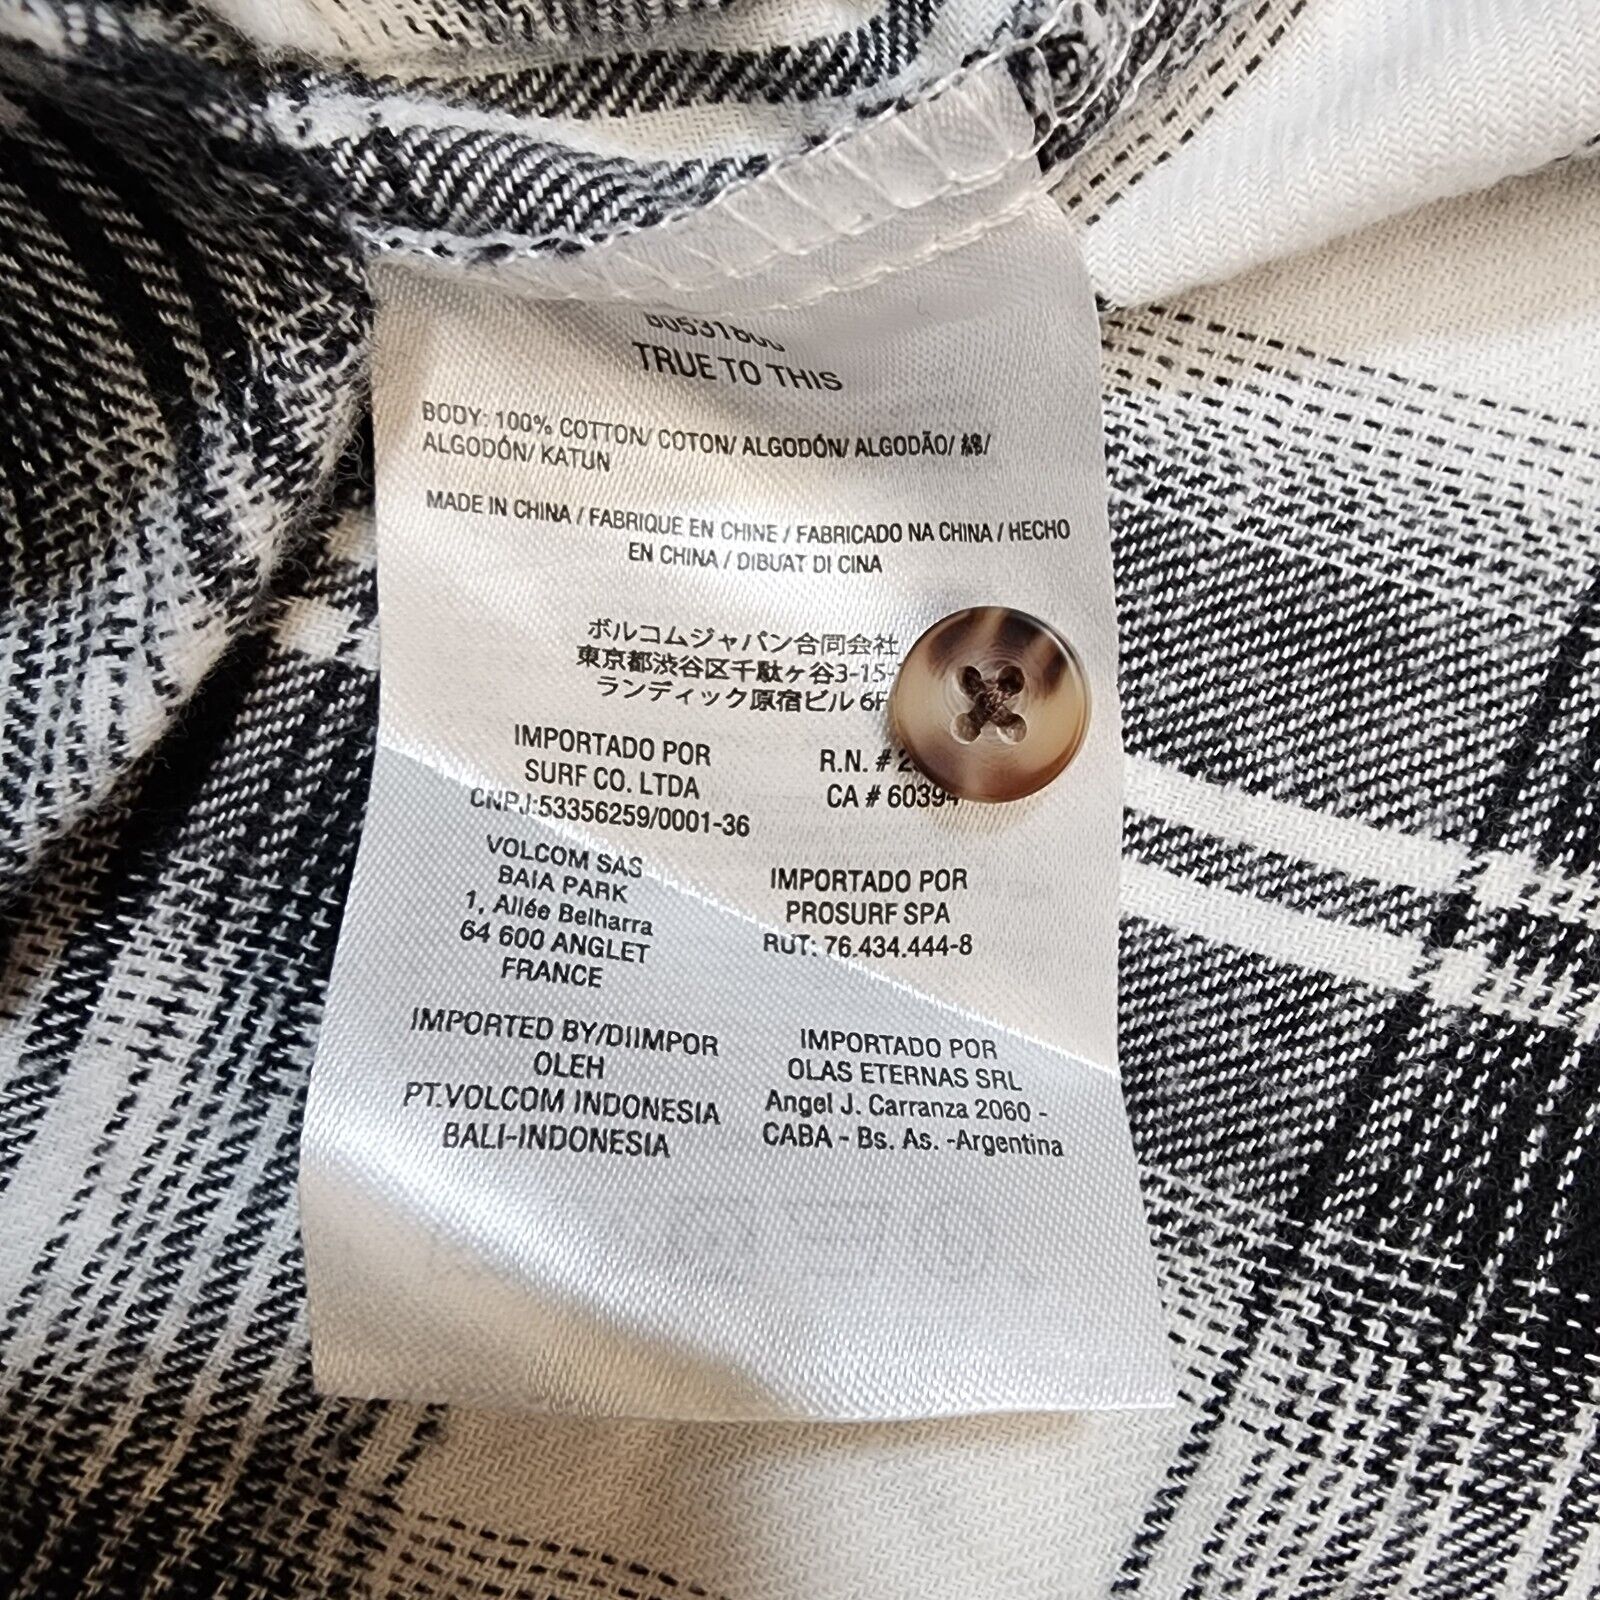 TRUE TO THIS
BODY: 100% COTTON/ COTON/ ALGODÓN/ ALGODÃO/ 綿/
ALGODÓN/ KATUN
MADE IN CHINA / FABRIQUE EN CHINE / FABRICADO NA CHINA / HECHO
EN CHINA / DIBUAT DI CINA
ボルコムジャパン合同会社
東京都渋谷区千駄ヶ谷3-15-
ランディック原宿ビル 6F
IMPORTADO POR
SURF CO. LTDA
CNPJ:53356259/0001-36
R.N. # 2
CA # 60394
VOLCOM SAS
BAIA PARK
1, Allée Belharra
64 600 ANGLET
FRANCE
IMPORTADO POR
PROSURF SPA
RUT: 76.434.444-8
IMPORTED BY/DIIMPOR
OLEH
PT.VOLCOM INDONESIA
BALI-INDONESIA
IMPORTADO POR
OLAS ETERNAS SRL
Angel J. Carranza 2060 -
CABA - Bs. As. -Argentina